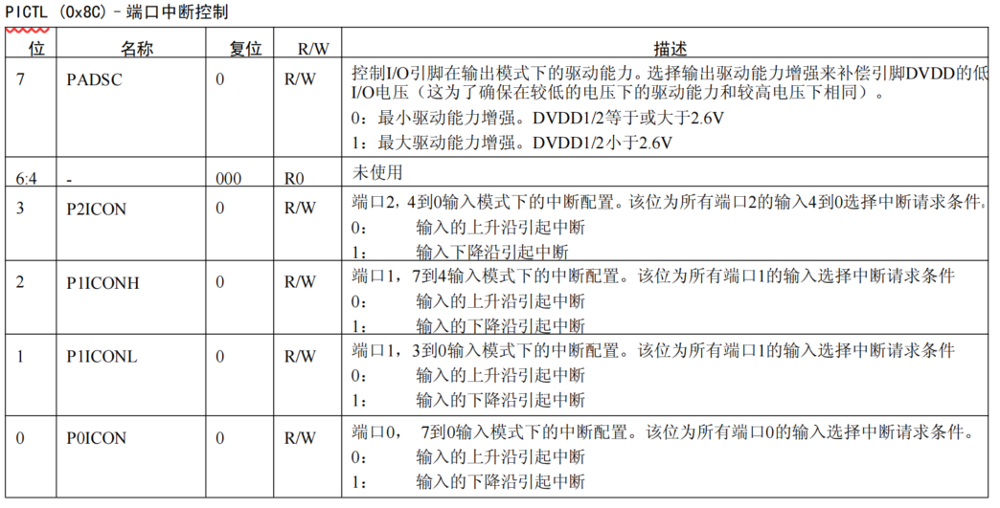 PICTL (0x8C)-端口中断控制
位 名称 复位 R/W 描述
7 PADSC 0 R/W 控制I/O引脚在输出模式下的驱动能力。选择输出驱动能力增强来补偿引脚DVDD的低
I/O电压（这为了确保在较低的电压下的驱动能力和较高电压下相同）。
0：最小驱动能力增强。DVDD1/2等于或大于2.6V
1：最大驱动能力增强。DVDD1/2小于2.6V
6:4 - 000 R0 未使用
3 P2ICON 0 R/W 端口2，4到0输入模式下的中断配置。该位为所有端口2的输入4到0选择中断请求条件。
0： 输入的上升沿引起中断
1： 输入下降沿引起中断
2 P1ICONH 0 R/W 端口1，7到4输入模式下的中断配置。该位为所有端口1的输入选择中断请求条件
0： 输入的上升沿引起中断
1： 输入的下降沿引起中断
1 P1ICONL 0 R/W 端口1，3到0输入模式下的中断配置。该位为所有端口1的输入选择中断请求条件
0： 输入的上升沿引起中断
1： 输入的下降沿引起中断
0 P0ICON 0 R/W 端口0， 7到0输入模式下的中断配置。该位为所有端口0的输入选择中断请求条件。
0： 输入的上升沿引起中断
1： 输入的下降沿引起中断